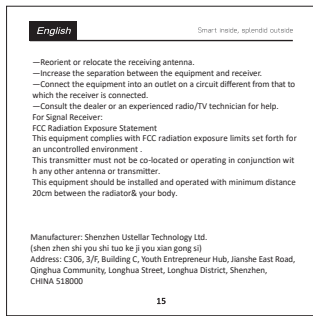 English
Smart inside, splendid outside
—Reorient or relocate the receiving antenna.
—Increase the separation between the equipment and receiver.
—Connect the equipment into an outlet on a circuit different from that to
which the receiver is connected.
—Consult the dealer or an experienced radio/TV technician for help.
For Signal Receiver:
FCC Radiation Exposure Statement
This equipment complies with FCC radiation exposure limits set forth for
an uncontrolled environment .
This transmitter must not be co-located or operating in conjunction wit
h any other antenna or transmitter.
This equipment should be installed and operated with minimum distance
20cm between the radiator& your body.
Manufacturer: Shenzhen Ustellar Technology Ltd.
(shen zhen shi you shi tuo ke ji you xian gong si)
Address: C306, 3/F, Building C, Youth Entrepreneur Hub, Jianshe East Road,
Qinghua Community, Longhua Street, Longhua District, Shenzhen,
CHINA 518000
15